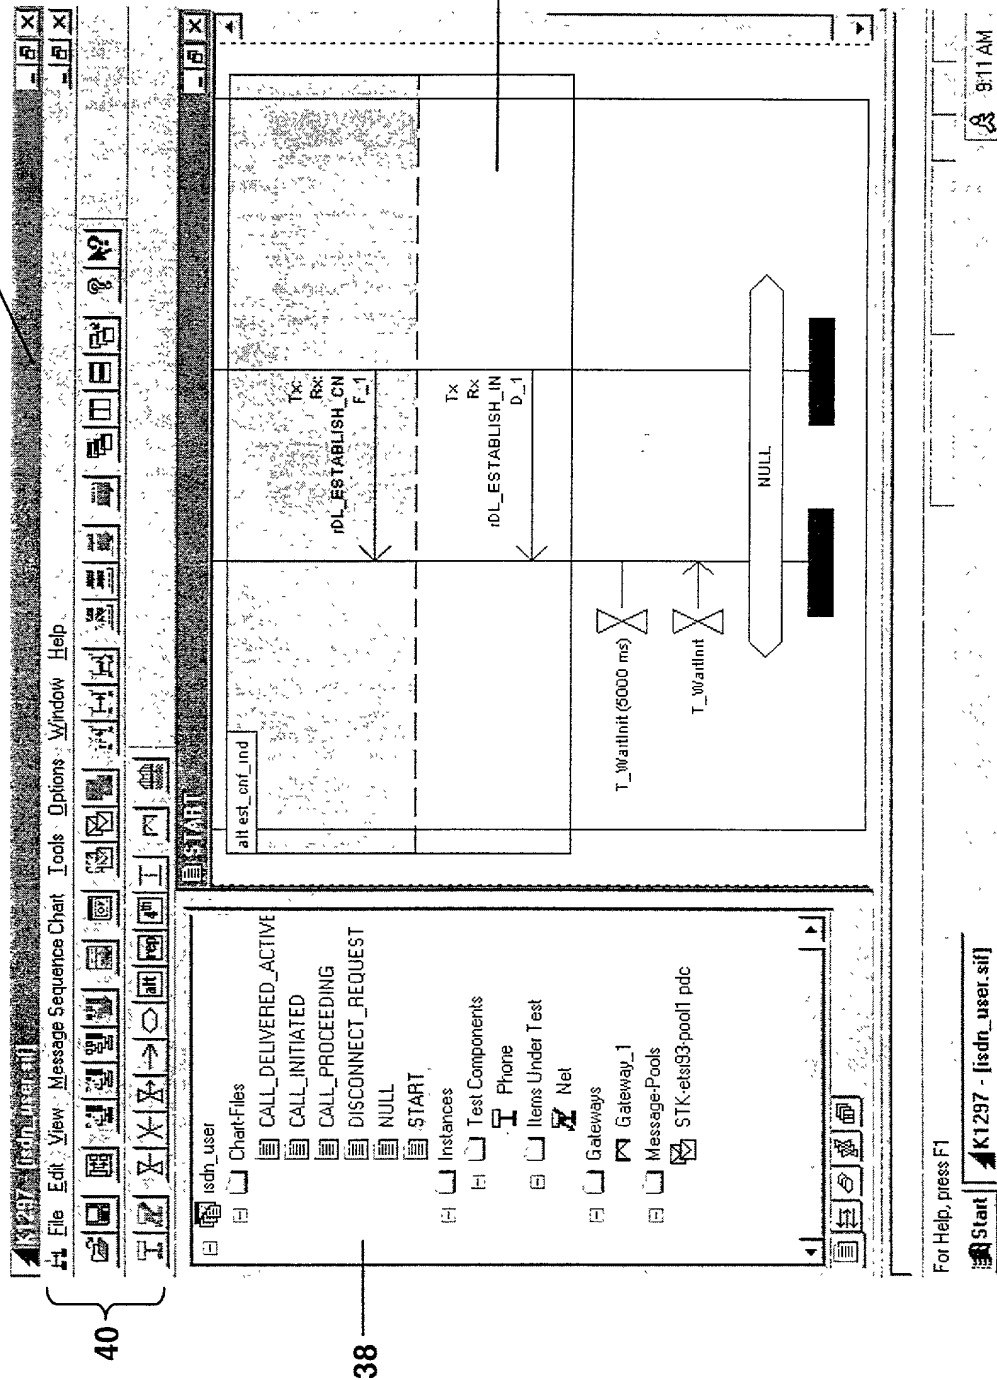 File Edit View Message Sequence Chart Tools Options Window Help
alt
rep
40
38
isdn_user
Chart-Files
CALL_DELIVERED_ACTIVE
CALL_INITIATED
CALL_PROCEEDING
DISCONNECT_REQUEST
NULL
START
Instances
Test Components
Phone
Items Under Test
Net
Gateways
Gateway_1
Message-Pools
STK-etsi93-pool1 pdc
START
alt est_cnf_ind
Tx:
Rx:
rDL_ESTABLISH_CN
F_1
Tx
Rx
rDL_ESTABLISH_IN
D_1
T_WaitInit (5000 ms)
T_WaitInit
NULL
For Help, press F1
Start
K1297 - [isdn_user.sif]
9:11 AM